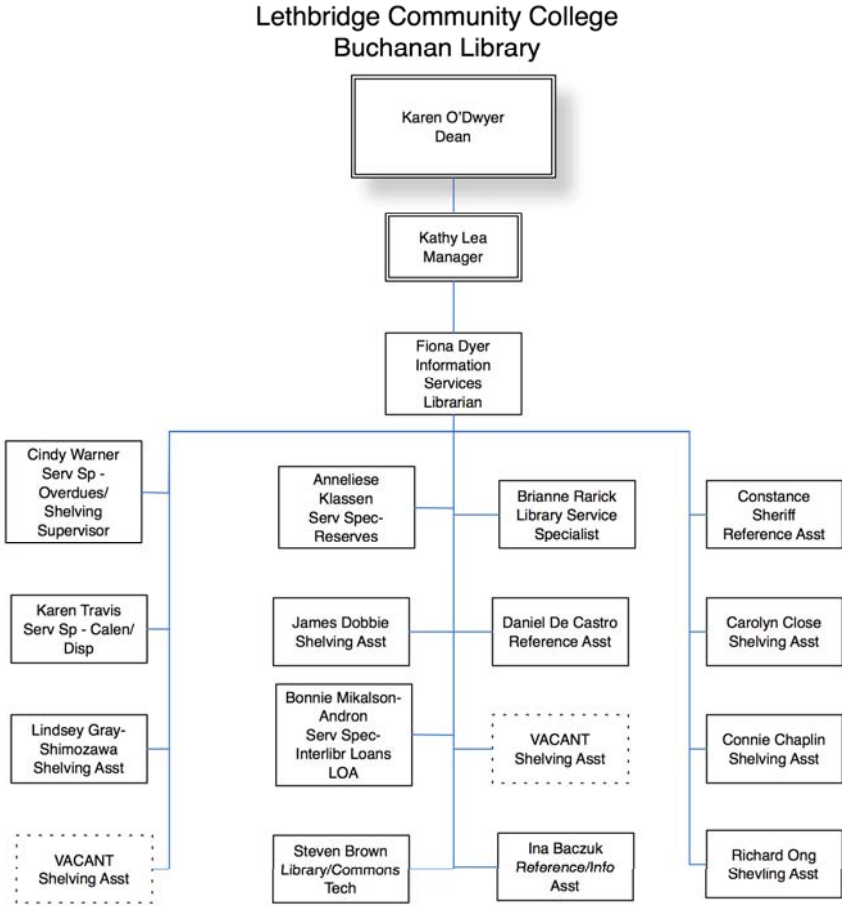 Lethbridge Community College
Buchanan Library
Karen O'Dwyer
Dean
Kathy Lea
Manager
Fiona Dyer
Information
Services
Librarian
Cindy Warner
Serv Sp -
Overdues/
Shelving
Supervisor
Anneliese
Klassen
Serv Spec-
Reserves
Brianne Rarick
Library Service
Specialist
Constance
Sheriff
Reference Asst
Karen Travis
Serv Sp - Calen/
Disp
James Dobbie
Shelving Asst
Daniel De Castro
Reference Asst
Carolyn Close
Shelving Asst
Lindsey Gray-
Shimozawa
Shelving Asst
Bonnie Mikalson-
Andron
Serv Spec-
Interlibr Loans
LOA
VACANT
Shelving Asst
Connie Chaplin
Shelving Asst
VACANT
Shelving Asst
Steven Brown
Library/Commons
Tech
Ina Baczuk
Reference/Info
Asst
Richard Ong
Shevling Asst